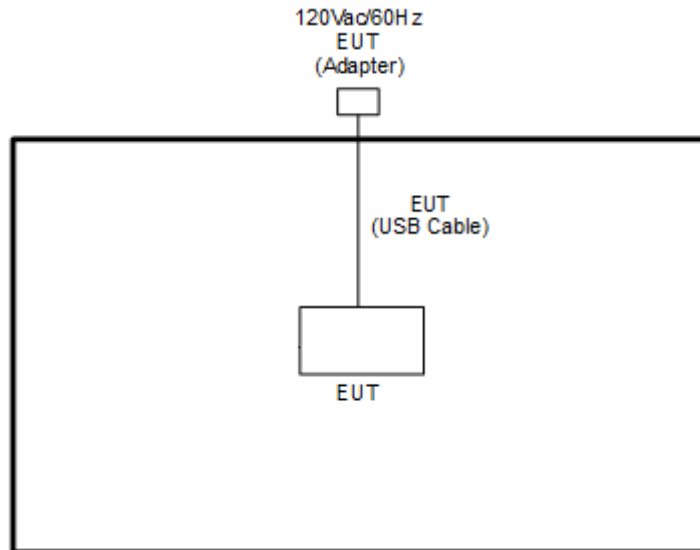 120Vac/60Hz
EUT
(Adapter)
EUT
(USB Cable)
EUT